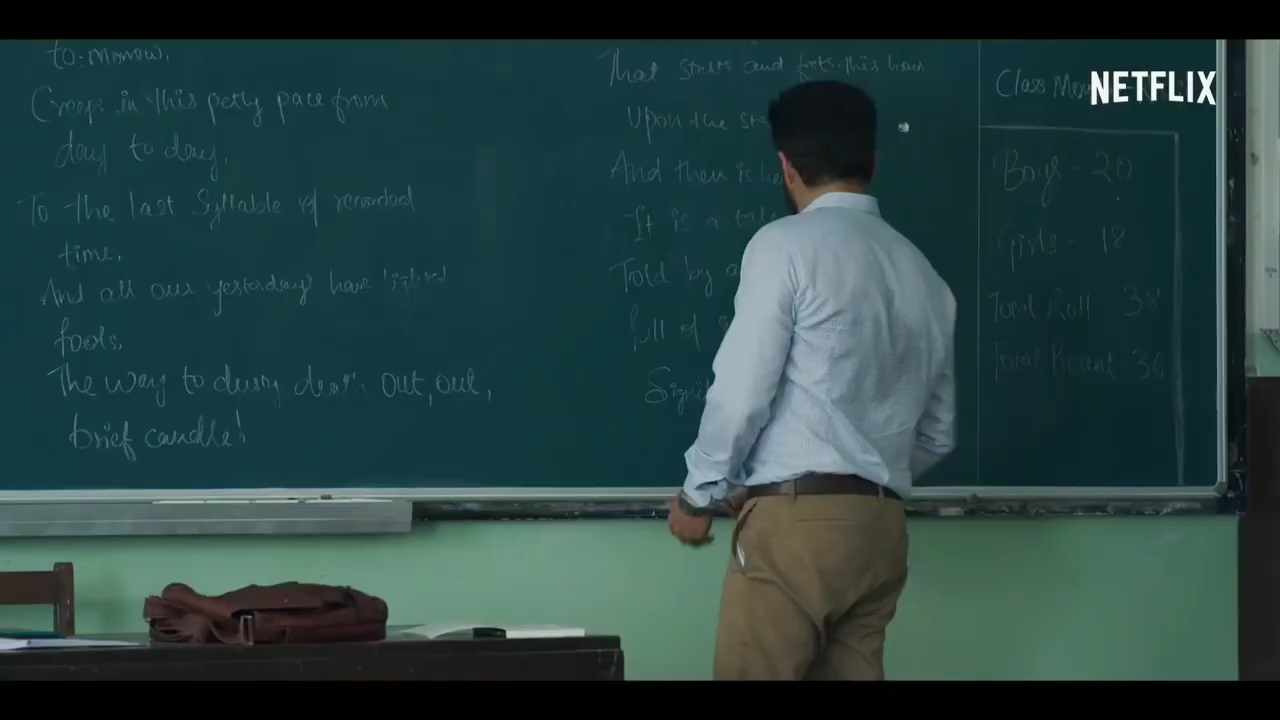 to-morrow,
Creeps in this petty pace from
day to day,
To the last Syllable of recorded
time,
And all our yesterdays have lighted
fools,
The way to dusty death out, out,
brief candle!
That struts and frets this hour
Upon the
And then is
It is a
Told by a
full of
Class
Boys - 20
Girls - 18
Total Roll - 38
Total Present - 36
NETFLIX